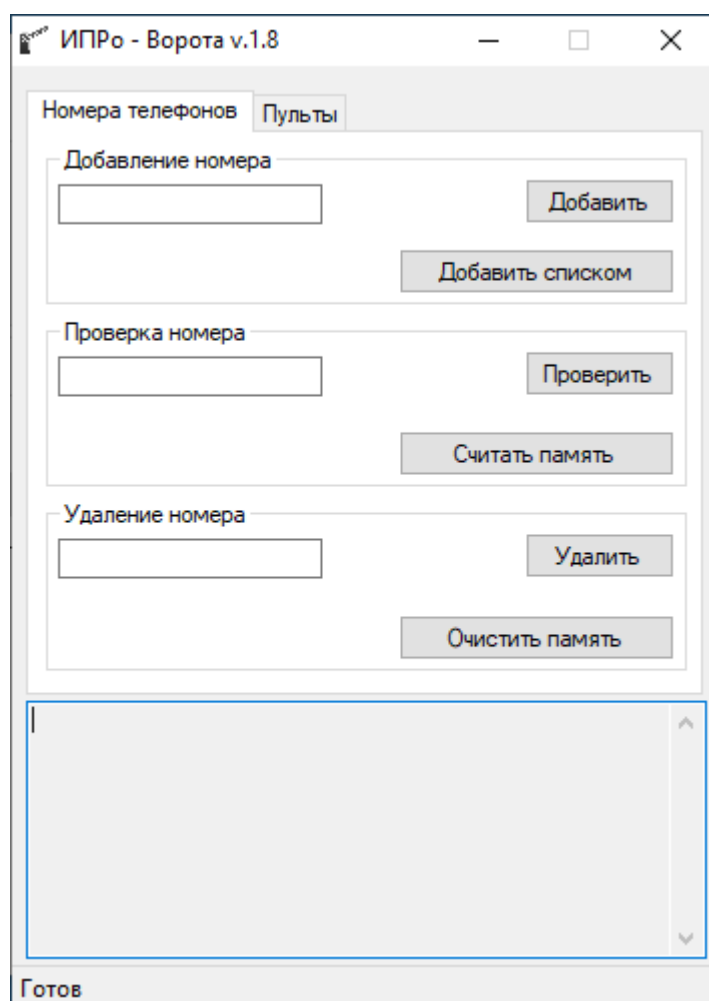 ИПРо - Ворота v.1.8
Номера телефонов Пульты
Добавление номера
Добавить
Добавить списком
Проверка номера
Проверить
Считать память
Удаление номера
Удалить
Очистить память
Готов